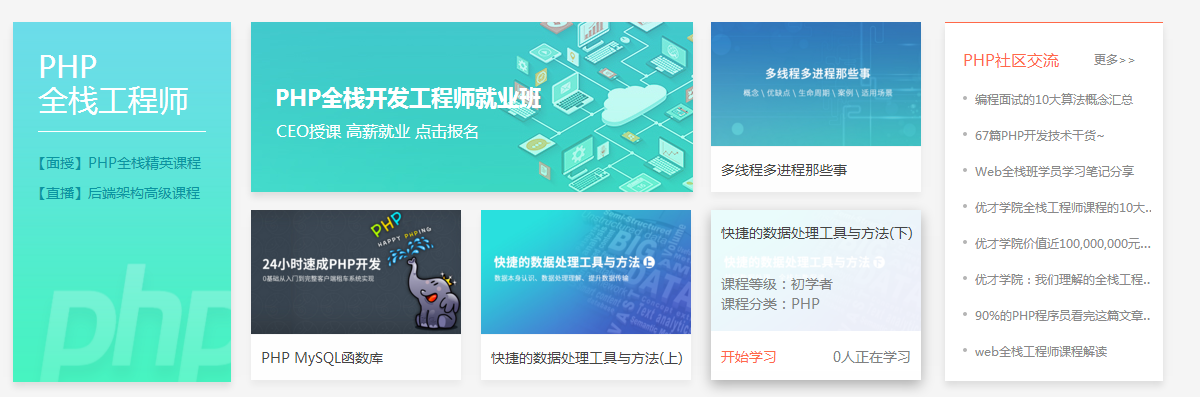 PHP
全栈工程师
【面授】PHP全栈精英课程
【直播】后端架构高级课程
php
PHP全栈开发工程师就业班
CEO授课 高薪就业 点击报名
多线程多进程那些事
概念 \ 优缺点 \ 生命周期 \ 案例 \ 适用场景
多线程多进程那些事
PHP
HAPPY PHPING
24小时速成PHP开发
0基础从入门到完整客户端租车系统实现
PHP MySQL函数库
快捷的数据处理工具与方法 上
数据本身认识、数据处理理解、提升数据传输
BIG
DATA
快捷的数据处理工具与方法(上)
快捷的数据处理工具与方法(下)
快捷的数据处理工具与方法 下
课程等级：初学者
课程分类：PHP
开始学习
0人正在学习
PHP社区交流
更多>>
编程面试的10大算法概念汇总
67篇PHP开发技术干货~
Web全栈班学员学习笔记分享
优才学院全栈工程师课程的10大..
优才学院价值近100,000,000元...
优才学院：我们理解的全栈工程..
90%的PHP程序员看完这篇文章..
web全栈工程师课程解读